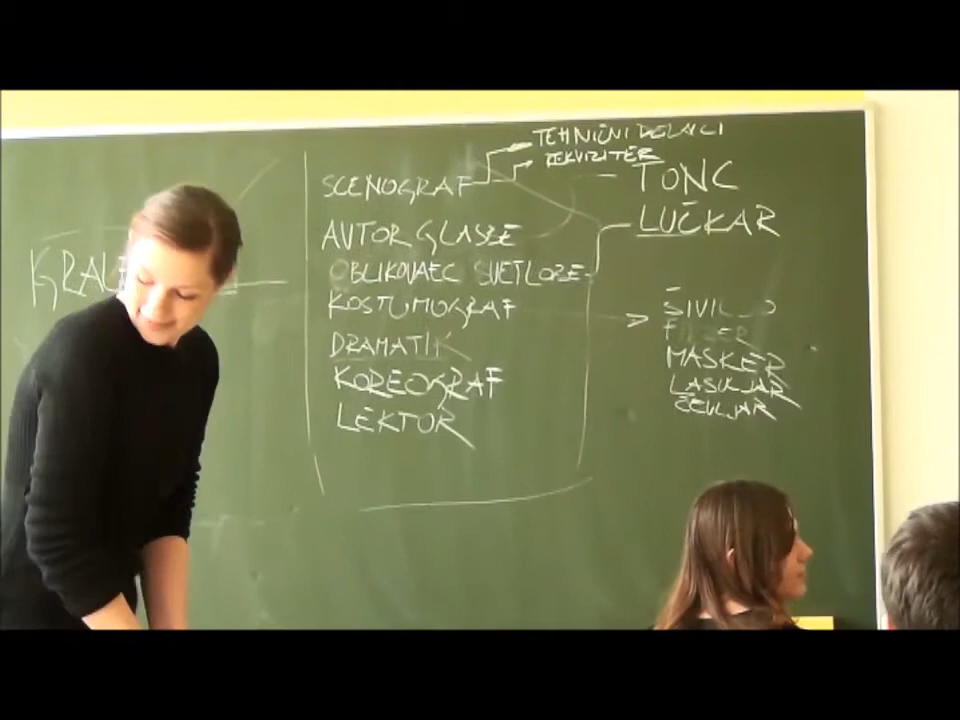 TEHNIČNI DELAVCI
REKVIZITER
SCENOGRAF
TONC
AVTOR GLASBE
LUČKAR
OBLIKOVALEC SVETLOBE
KOSTUMOGRAF
DRAMATIK
MASKER
KOREOGRAF
LASULJAR
ČEVLJAR
LEKTOR